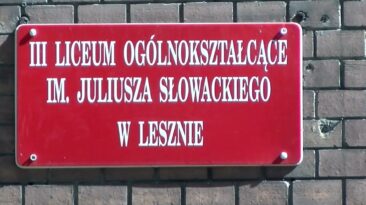 III LICEUM OGÓLNOKSZTAŁCĄCE
IM. JULIUSZA SŁOWACKIEGO
W LESZNIE